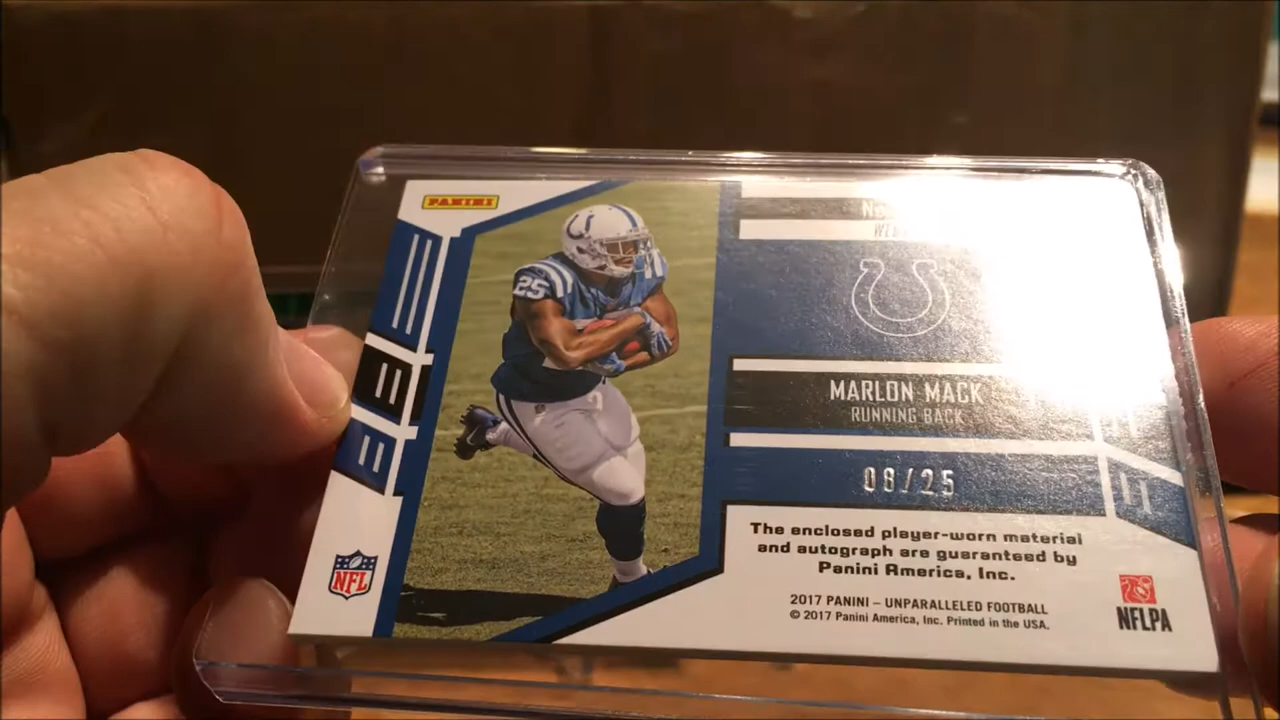 PANINI
25
MARLON MACK
RUNNING BACK
08/25
The enclosed player-worn material
and autograph are guaranteed by
Panini America, Inc.
2017 PANINI – UNPARALLELED FOOTBALL
© 2017 Panini America, Inc. Printed in the USA.
NFL
NFLPA